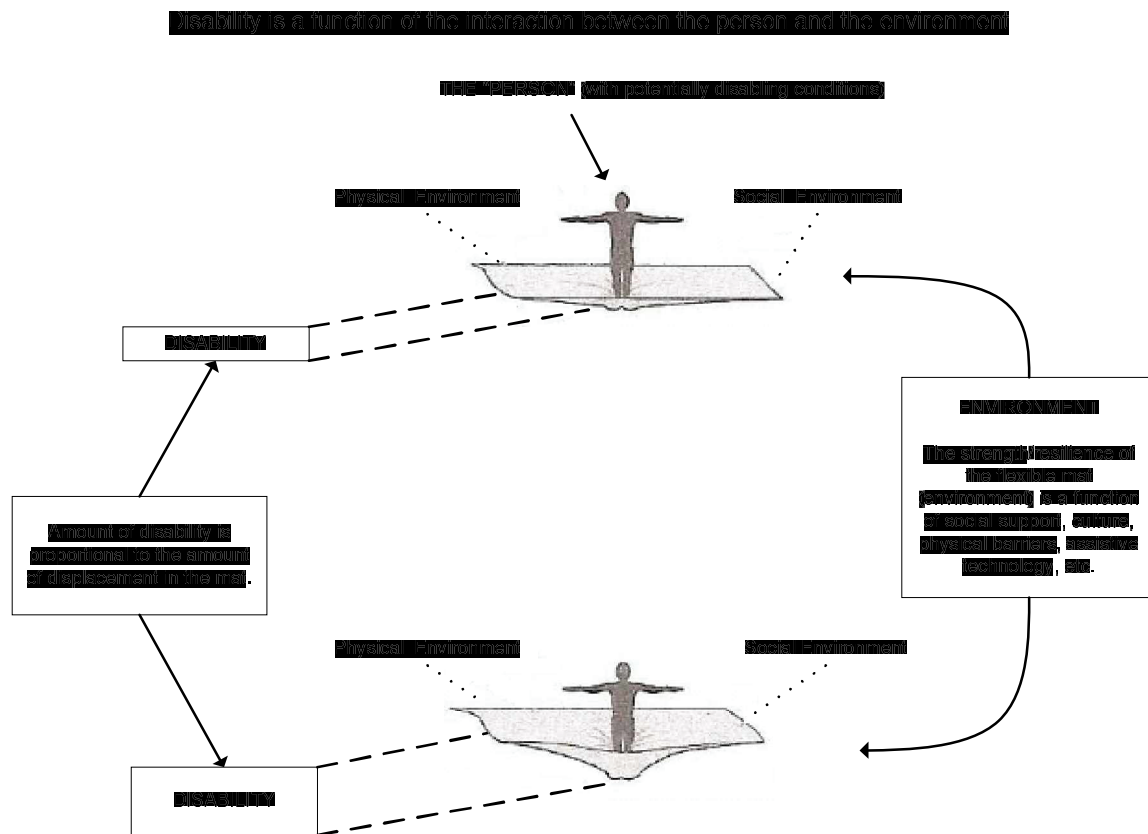 Disability is a function of the interaction between the person and the environment
THE "PERSON" (with potentially disabling conditions)
Physical Environment
Social Environment
DISABILITY
ENVIRONMENT
The strength/resilience of
the flexible mat
(environment) is a function
of social support, culture,
physical barriers, assistive
technology, etc.
Amount of disability is
proportional to the amount
of displacement in the mat.
Physical Environment
Social Environment
DISABILITY